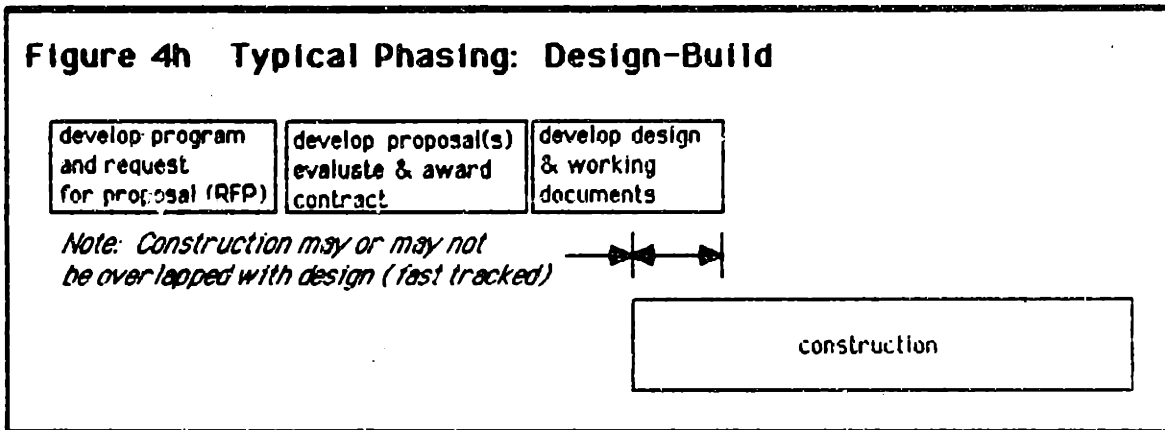 Figure 4h Typical Phasing: Design-Build
develop program
and request
for proposal (RFP)
develop proposal(s)
evaluate & award
contract
develop design
& working
documents
Note: Construction may or may not
be overlapped with design (fast tracked)
construction